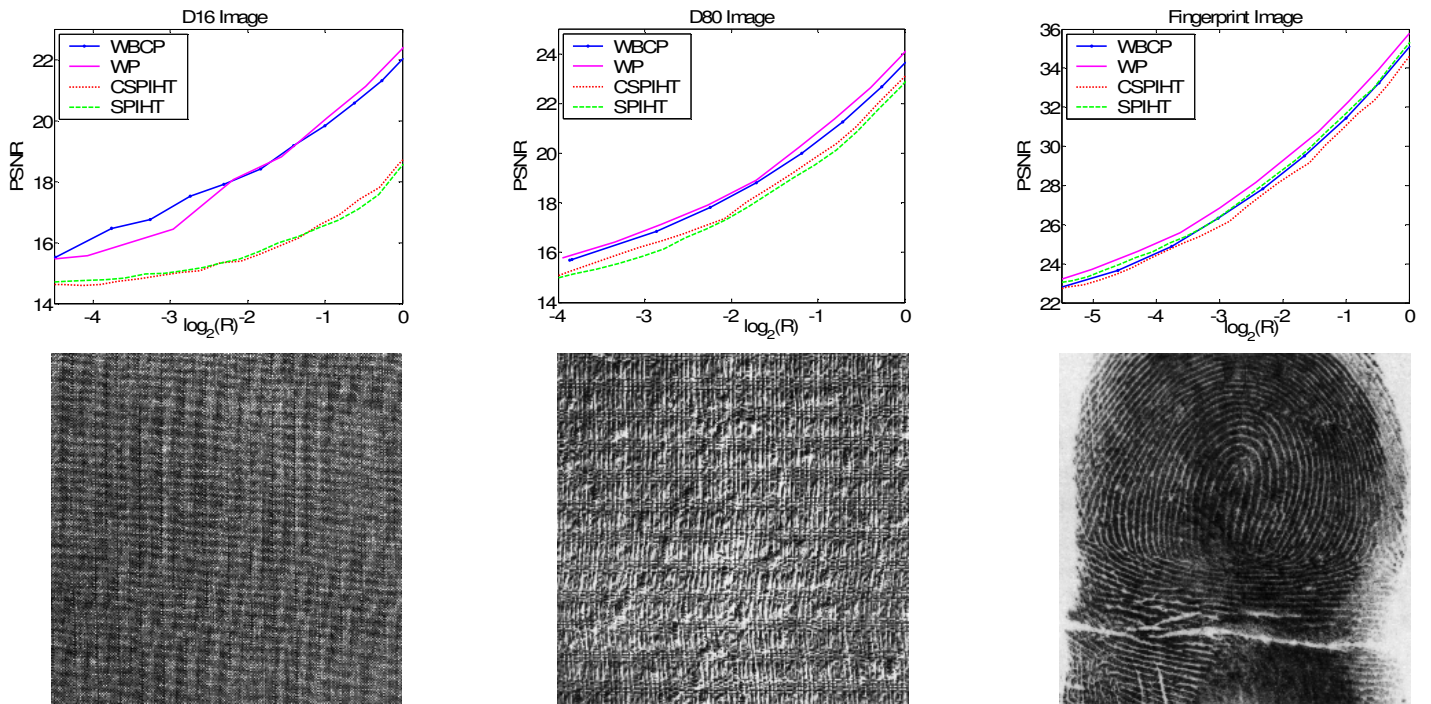 D16 Image
WBCP
WP
CSPIHT
SPIHT
PSNR
22
20
18
16
14
-4
-3
-2
-1
0
log2(R)
D80 Image
WBCP
WP
CSPIHT
SPIHT
PSNR
24
22
20
18
16
14
-4
-3
-2
-1
0
log2(R)
Fingerprint Image
WBCP
WP
CSPIHT
SPIHT
PSNR
36
34
32
30
28
26
24
22
-5
-4
-3
-2
-1
0
log2(R)